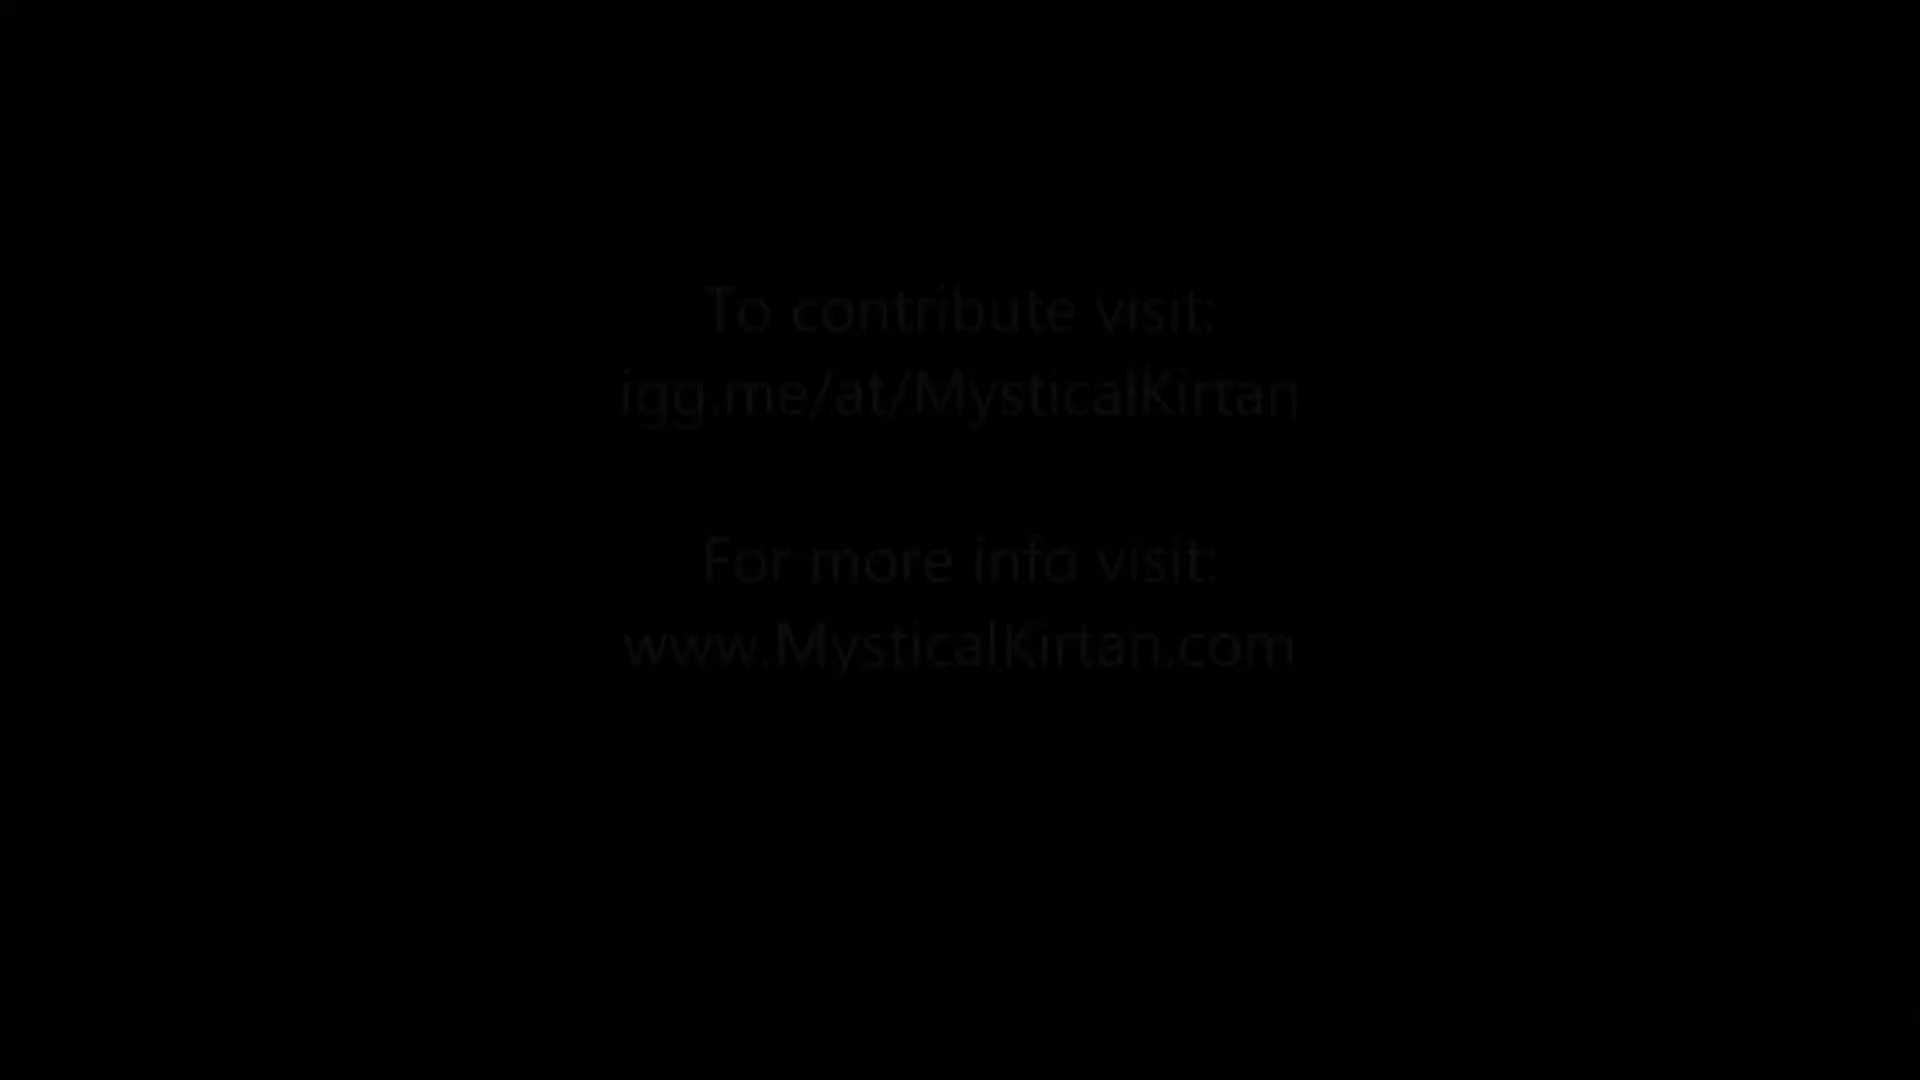 To contribute visit:
igg.me/at/MysticalKirtan
For more info visit:
www.MysticalKirtan.com